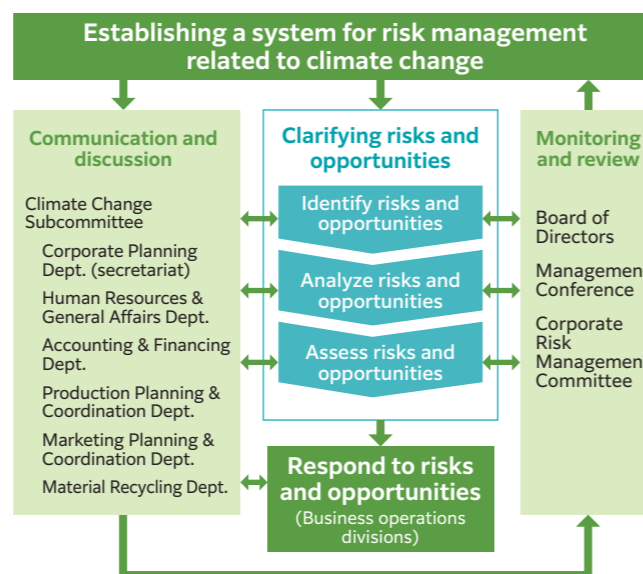 Establishing a system for risk management
related to climate change
Communication and
discussion
Climate Change
Subcommittee
Corporate Planning
Dept. (secretariat)
Human Resources &
General Affairs Dept.
Accounting & Financing
Dept.
Production Planning &
Coordination Dept.
Marketing Planning &
Coordination Dept.
Material Recycling Dept.
Clarifying risks and
opportunities
Identify risks and
opportunities
Analyze risks and
opportunities
Assess risks and
opportunities
Respond to risks
and opportunities
(Business operations
divisions)
Monitoring
and review
Board of
Directors
Managemen
Conference
Corporate
Risk
Managemen
Committee